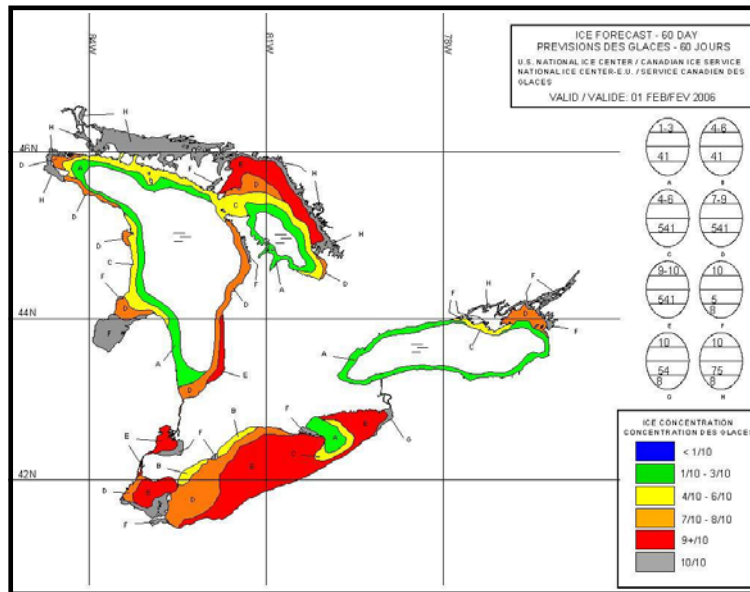 84W
81W
78W
46N
44N
42N
ICE FORECAST - 60 DAY
PREVISIONS DES GLACES - 60 JOURS
U.S. NATIONAL ICE CENTER / CANADIAN ICE SERVICE
NATIONAL ICE CENTER-E.U. / SERVICE CANADIEN DES
GLACES
VALID / VALIDE: 01 FEB/FEV 2006
1-3
41
A
4-6
41
B
4-6
541
C
7-9
541
D
9-10
541
E
10
5
8
F
10
54
8
G
10
75
8
H
ICE CONCENTRATION
CONCENTRATION DES GLACES
< 1/10
1/10 - 3/10
4/10 - 6/10
7/10 - 8/10
9+/10
10/10